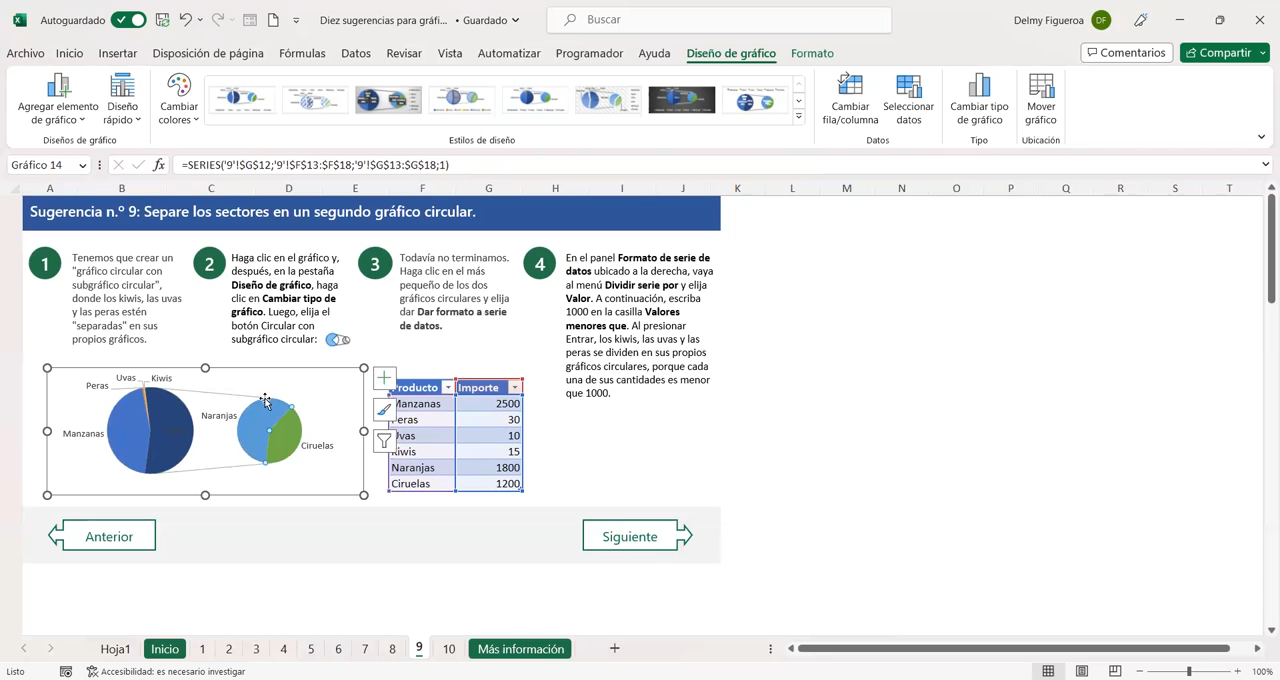 Autoguardado
Diez sugerencias para gráfi... • Guardado
Buscar
Delmy Figueroa
DF
Archivo Inicio Insertar Disposición de página Fórmulas Datos Revisar Vista Automatizar Programador Ayuda Diseño de gráfico Formato
Comentarios
Compartir
Agregar elemento
de gráfico
Diseño
rápido
Cambiar
colores
Cambiar
fila/columna
Seleccionar
datos
Cambiar tipo
de gráfico
Mover
gráfico
Diseños de gráfico
Estilos de diseño
Datos
Tipo
Ubicación
Gráfico 14
fx
=SERIES('9'!$G$12;'9'!$F$13:$F$18;'9'!$G$13:$G$18;1)
A B C D E F G H I J K L M N O P Q R S T
Sugerencia n.º 9: Separe los sectores en un segundo gráfico circular.
1
Tenemos que crear un
"gráfico circular con
subgráfico circular",
donde los kiwis, las uvas
y las peras estén
"separadas" en sus
propios gráficos.
2
Haga clic en el gráfico y,
después, en la pestaña
Diseño de gráfico, haga
clic en Cambiar tipo de
gráfico. Luego, elija el
botón Circular con
subgráfico circular:
3
Todavía no terminamos.
Haga clic en el más
pequeño de los dos
gráficos circulares y elija
dar Dar formato a serie
de datos.
4
En el panel Formato de serie de
datos ubicado a la derecha, vaya
al menú Dividir serie por y elija
Valor. A continuación, escriba
1000 en la casilla Valores
menores que. Al presionar
Entrar, los kiwis, las uvas y las
peras se dividen en sus propios
gráficos circulares, porque cada
una de sus cantidades es menor
que 1000.
Uvas
Kiwis
Peras
Manzanas
Naranjas
Ciruelas
roducto Importe
Manzanas 2500
Peras 30
Uvas 10
Kiwis 15
Naranjas 1800
Ciruelas 1200
Anterior
Siguiente
Hoja1 Inicio 1 2 3 4 5 6 7 8 9 10 Más información
Listo
Accesibilidad: es necesario investigar
100%